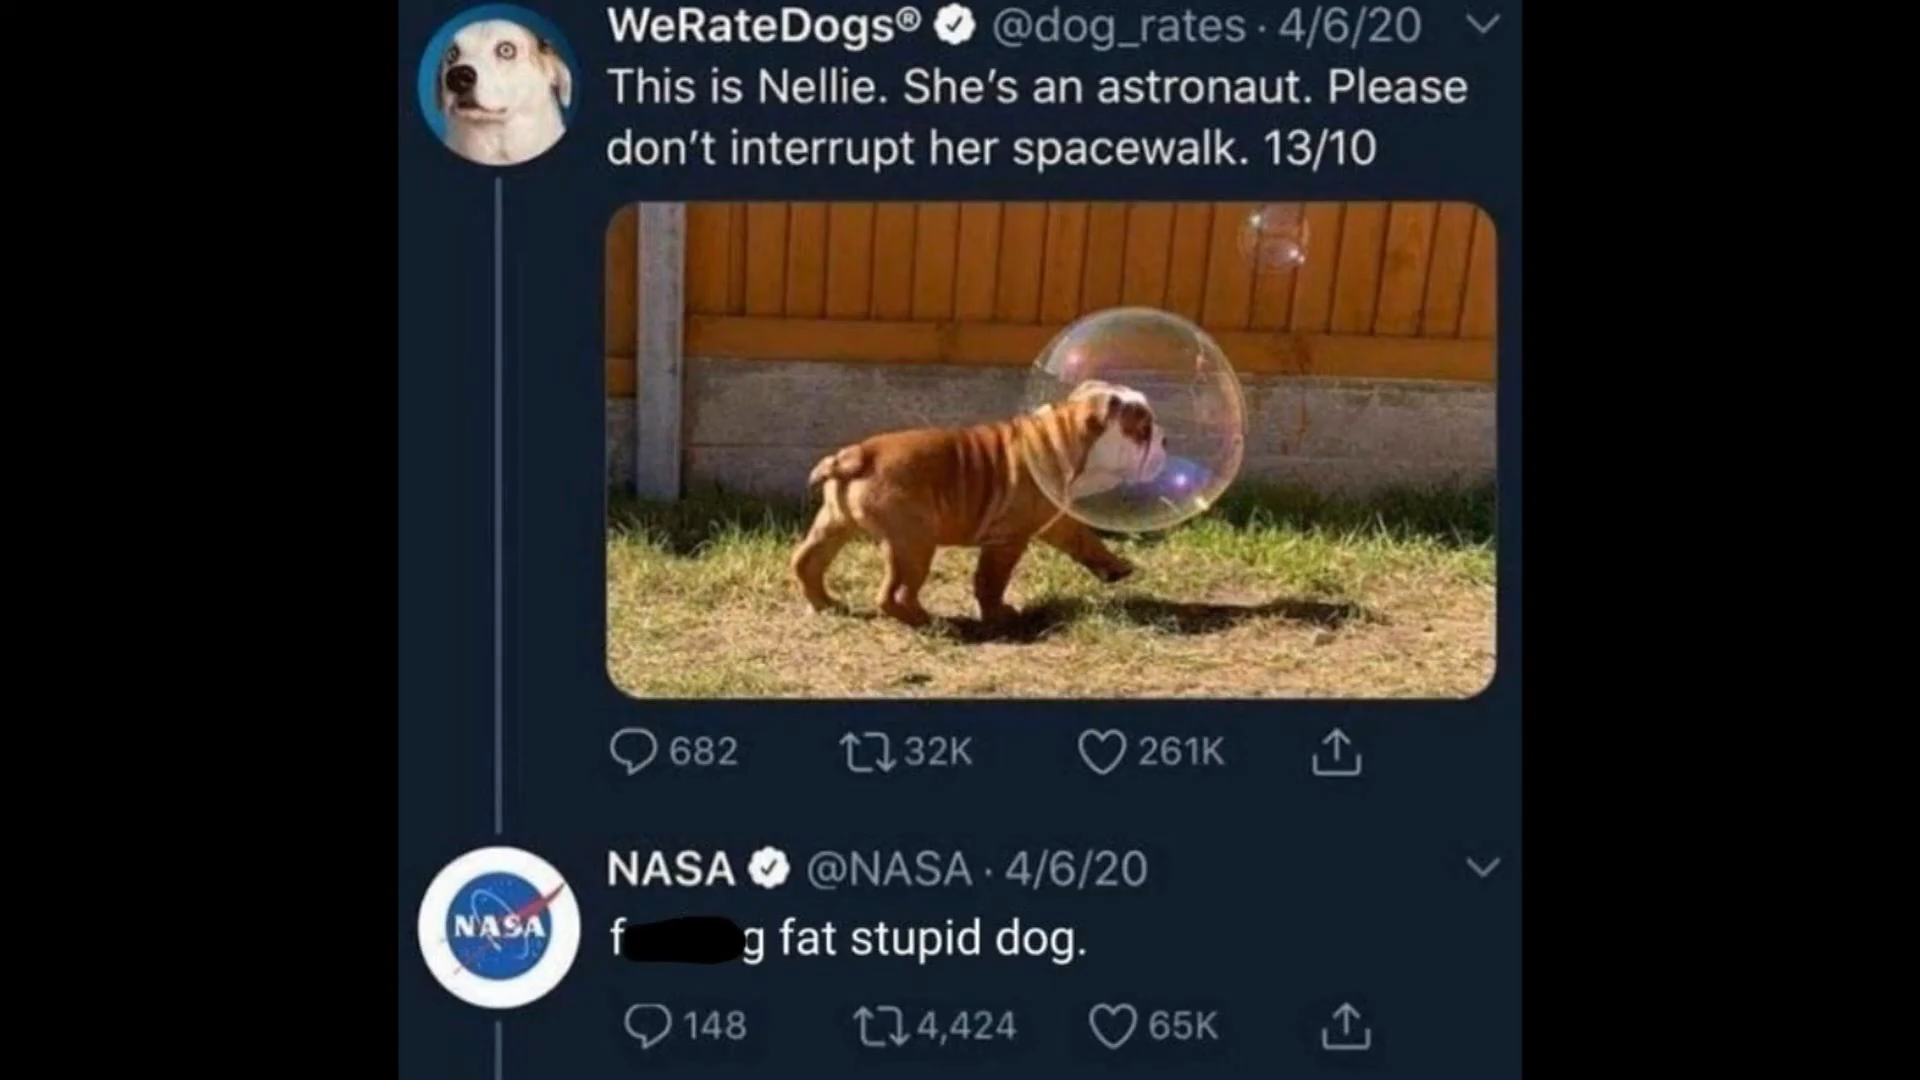 WeRateDogs® @dog_rates · 4/6/20
This is Nellie. She's an astronaut. Please
don't interrupt her spacewalk. 13/10
682 32K 261K
NASA @NASA · 4/6/20
NASA
f g fat stupid dog.
148 4,424 65K